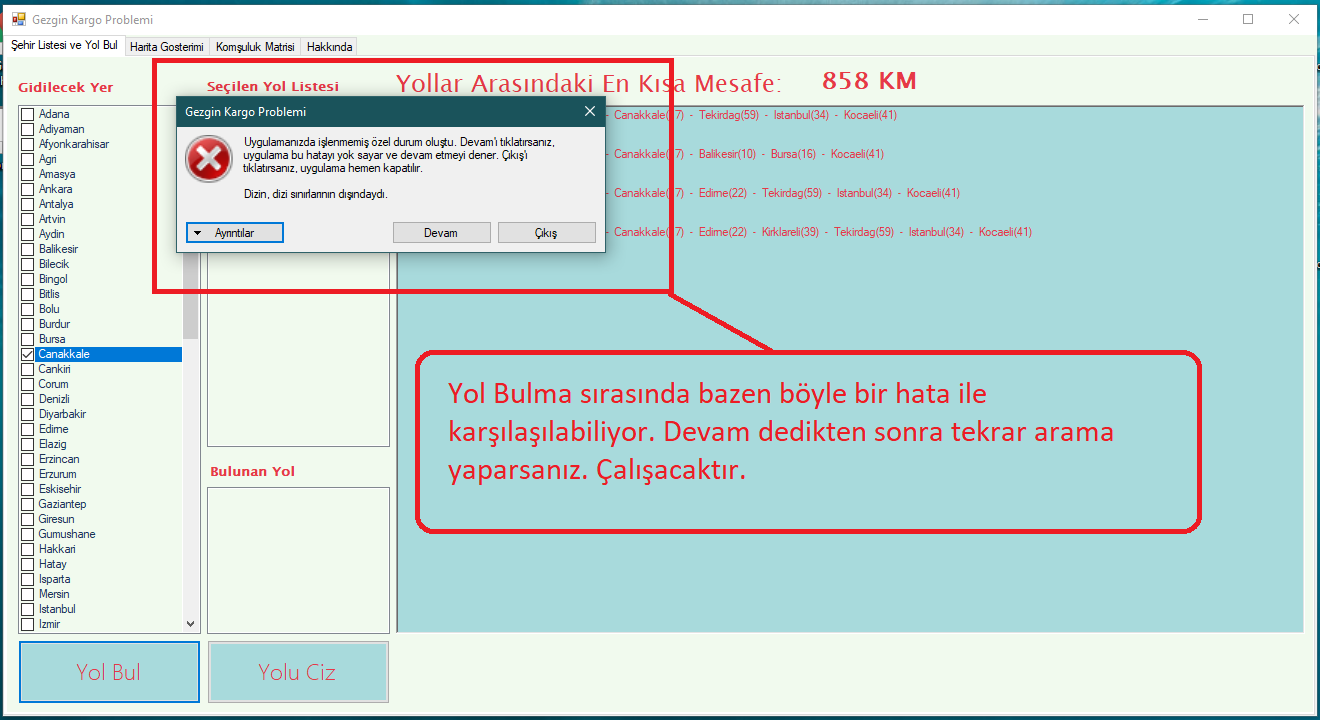 Gezgin Kargo Problemi
Şehir Listesi ve Yol Bul Harita Gosterimi Komşuluk Matrisi Hakkında
Gidilecek Yer
Seçilen Yol Listesi
Yollar Arasındaki En Kısa Mesafe: 858 KM
Adana
Adiyaman
Afyonkarahisar
Agri
Amasya
Ankara
Antalya
Artvin
Aydin
Balikesir
Bilecik
Bingol
Bitlis
Bolu
Burdur
Bursa
Canakkale
Cankiri
Corum
Denizli
Diyarbakir
Edirne
Elazig
Erzincan
Erzurum
Eskisehir
Gaziantep
Giresun
Gumushane
Hakkari
Hatay
Isparta
Mersin
Istanbul
Izmir
Gezgin Kargo Problemi
Uygulamanızda işlenmemiş özel durum oluştu. Devam'ı tıklatırsanız,
uygulama bu hatayı yok sayar ve devam etmeyi dener. Çıkış'ı
tıklatırsanız, uygulama hemen kapatılır.
Dizin, dizi sınırlarının dışındaydı.
Ayrıntılar Devam Çıkış
- Canakkale( 7) - Tekirdag(59) - Istanbul(34) - Kocaeli(41)
- Canakkale( 7) - Balikesir(10) - Bursa(16) - Kocaeli(41)
- Canakkale( 7) - Edirne(22) - Tekirdag(59) - Istanbul(34) - Kocaeli(41)
- Canakkale( 7) - Edirne(22) - Kirklareli(39) - Tekirdag(59) - Istanbul(34) - Kocaeli(41)
Yol Bulma sırasında bazen böyle bir hata ile
karşılaşılabiliyor. Devam dedikten sonra tekrar arama
yaparsanız. Çalışacaktır.
Bulunan Yol
Yol Bul
Yolu Ciz